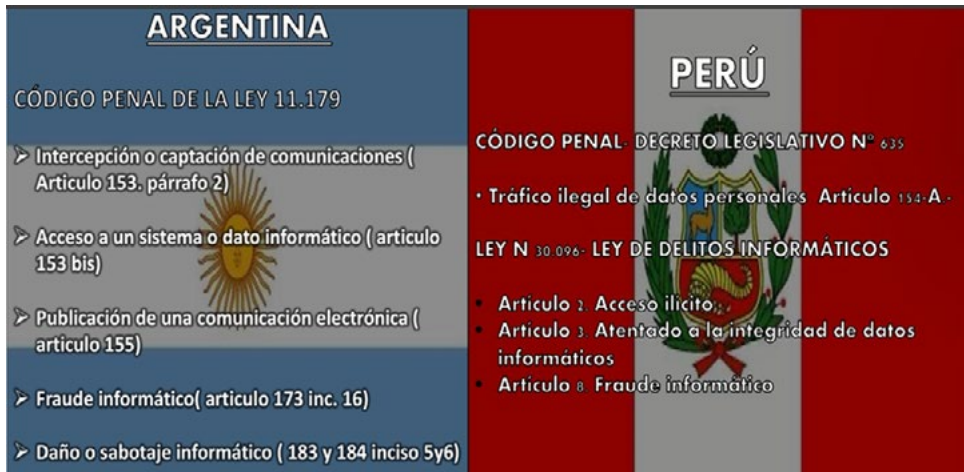 ARGENTINA
CÓDIGO PENAL DE LA LEY 11.179
➢ Intercepción o captación de comunicaciones (
Articulo 153. párrafo 2)
➢ Acceso a un sistema o dato informático ( articulo
153 bis)
➢ Publicación de una comunicación electrónica (
articulo 155)
➢ Fraude informático( articulo 173 inc. 16)
➢ Daño o sabotaje informático ( 183 y 184 inciso 5y6)
PERÚ
CÓDIGO PENAL- DECRETO LEGISLATIVO N° 635
• Tráfico ilegal de datos personales Artículo 154-A.-
LEY N 30.096- LEY DE DELITOS INFORMÁTICOS
• Artículo 2. Acceso ilícito
• Artículo 3. Atentado a la integridad de datos
informáticos
• Artículo 8. Fraude informático